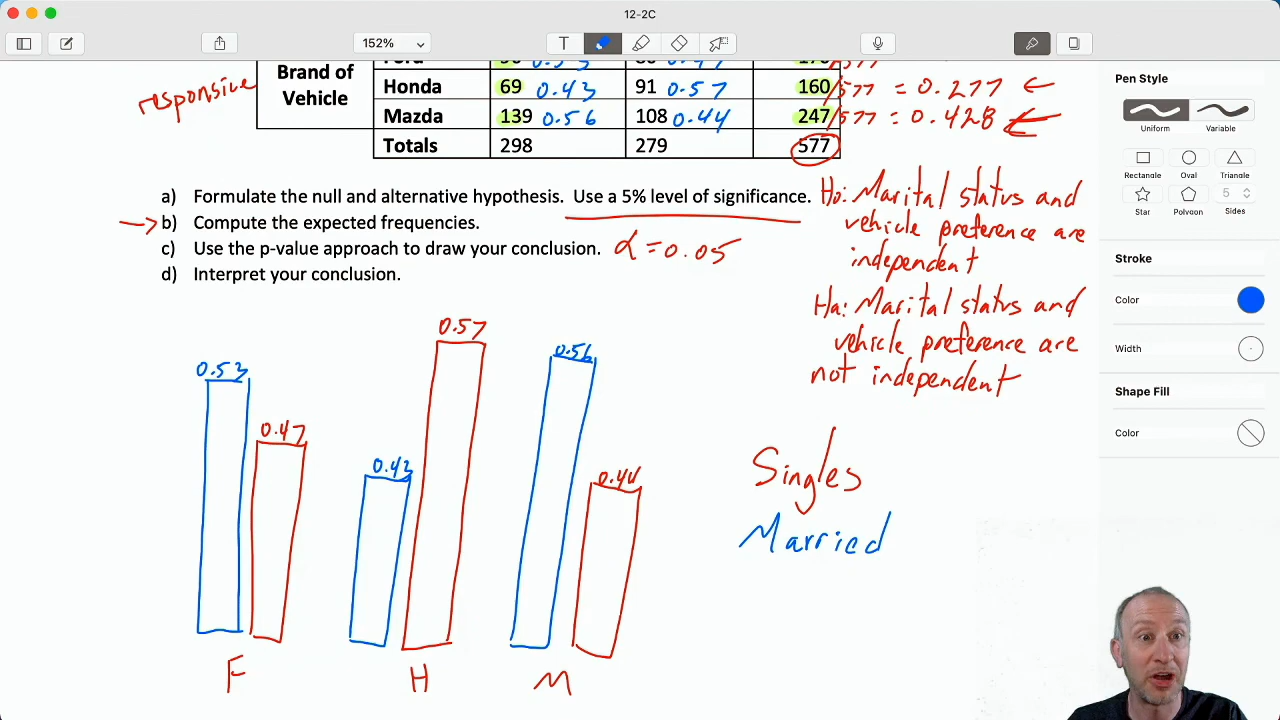 12-2C
152%
T
Pen Style
Uniform
Variable
Rectangle
Oval
Triangle
Star
Polygon
5
Sides
Stroke
Color
Width
Shape Fill
Color
responsive
Brand of
Vehicle
Honda 69 0.43 91 0.57 160 /577 = 0.277 ←
Mazda 139 0.56 108 0.44 247 /577 = 0.428 ←
Totals 298 279 577
a) Formulate the null and alternative hypothesis. Use a 5% level of significance.
→ b) Compute the expected frequencies.
c) Use the p-value approach to draw your conclusion. α = 0.05
d) Interpret your conclusion.
Ho: Marital status and
vehicle preference are
independent
Ha: Marital status and
vehicle preference are
not independent
0.53
0.47
0.43
0.57
0.56
0.44
F H M
Singles
Married